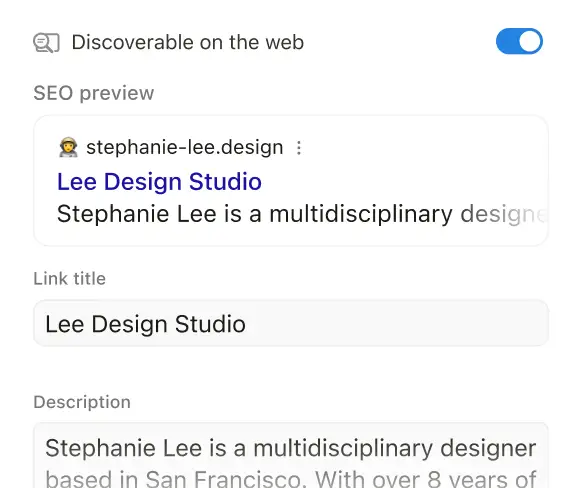 Discoverable on the web
SEO preview
stephanie-lee.design
Lee Design Studio
Stephanie Lee is a multidisciplinary designe
Link title
Lee Design Studio
Description
Stephanie Lee is a multidisciplinary designer
based in San Francisco. With over 8 years of